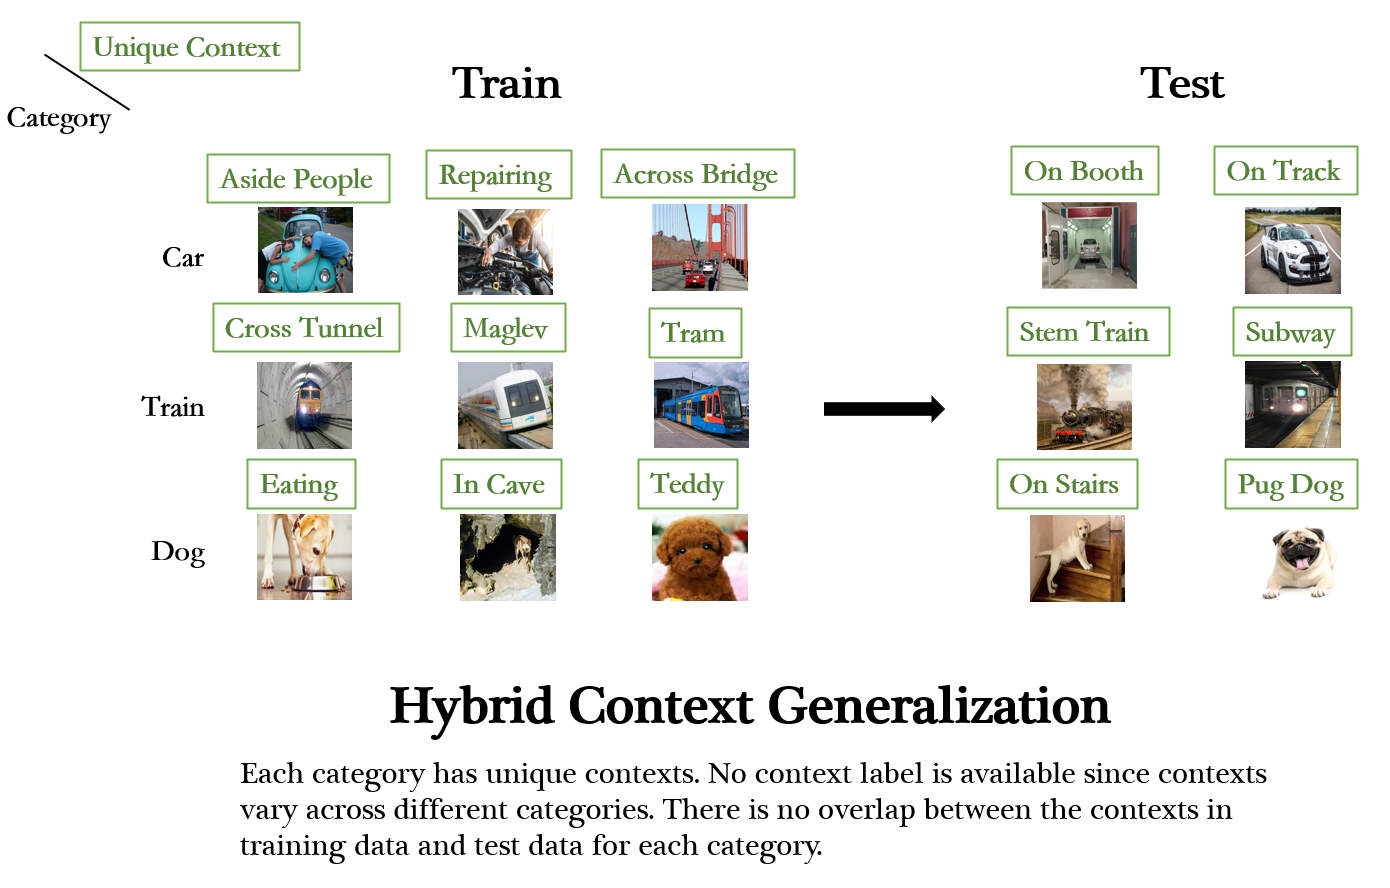 Unique Context
Category
Train
Test
Aside People
Repairing
Across Bridge
On Booth
On Track
Car
Cross Tunnel
Maglev
Tram
Stem Train
Subway
Train
Eating
In Cave
Teddy
On Stairs
Pug Dog
Dog
Hybrid Context Generalization
Each category has unique contexts. No context label is available since contexts
vary across different categories. There is no overlap between the contexts in
training data and test data for each category.